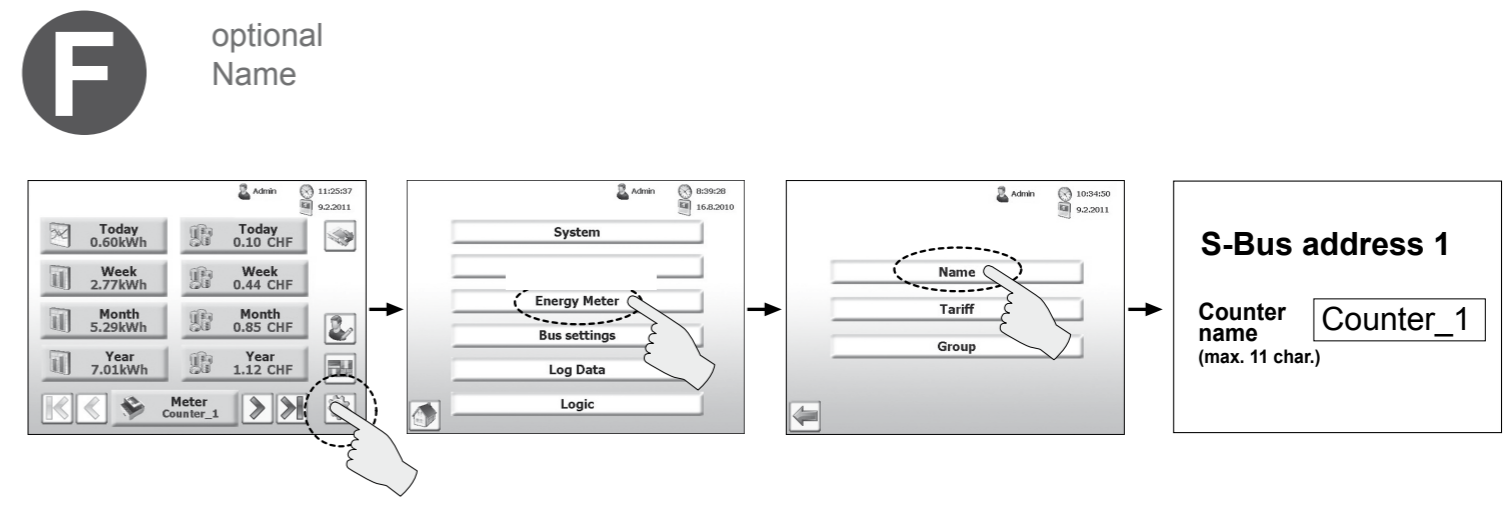 F
optional
Name
Admin
11:25:37
9.2.2011
Today
0.60kWh
Today
0.10 CHF
Week
2.77kWh
Week
0.44 CHF
Month
5.29kWh
Month
0.85 CHF
Year
7.01kWh
Year
1.12 CHF
Meter
Counter_1
Admin
8:39:28
16.8.2010
System
Energy Meter
Bus settings
Log Data
Logic
Admin
10:34:50
9.2.2011
Name
Tariff
Group
S-Bus address 1
Counter
name
(max. 11 char.)
Counter_1